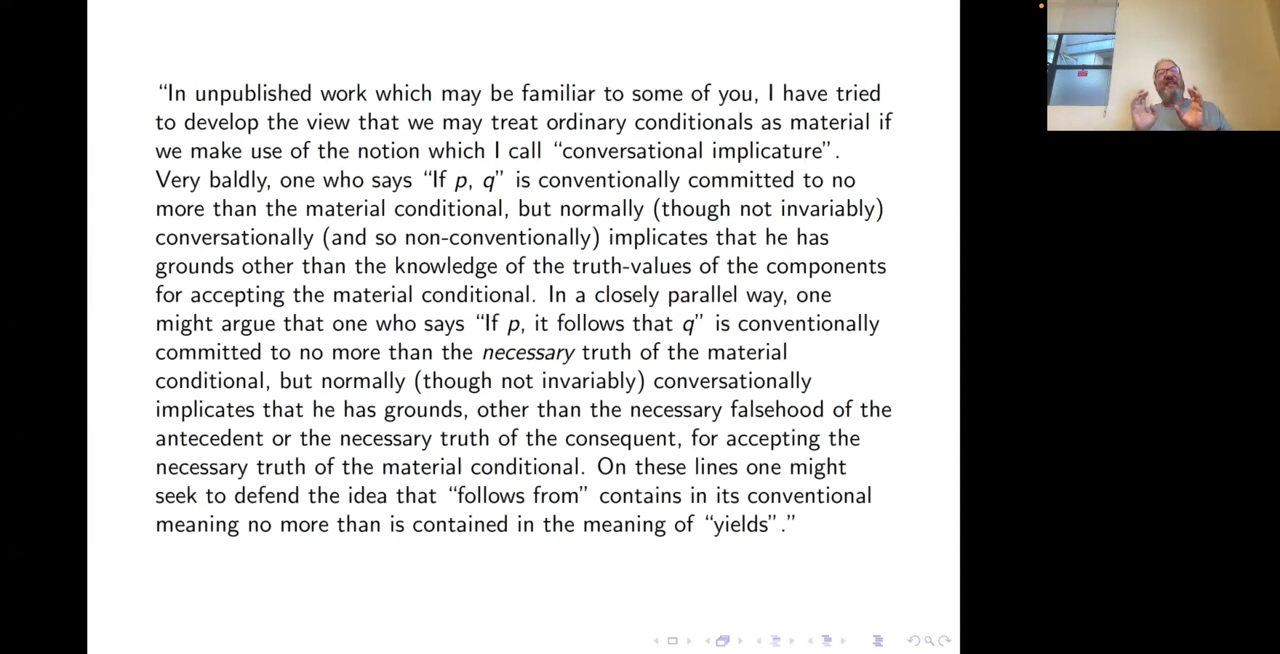 “In unpublished work which may be familiar to some of you, I have tried
to develop the view that we may treat ordinary conditionals as material if
we make use of the notion which I call “conversational implicature”.
Very baldly, one who says “If p, q” is conventionally committed to no
more than the material conditional, but normally (though not invariably)
conversationally (and so non-conventionally) implicates that he has
grounds other than the knowledge of the truth-values of the components
for accepting the material conditional. In a closely parallel way, one
might argue that one who says “If p, it follows that q” is conventionally
committed to no more than the necessary truth of the material
conditional, but normally (though not invariably) conversationally
implicates that he has grounds, other than the necessary falsehood of the
antecedent or the necessary truth of the consequent, for accepting the
necessary truth of the material conditional. On these lines one might
seek to defend the idea that “follows from” contains in its conventional
meaning no more than is contained in the meaning of “yields”.”